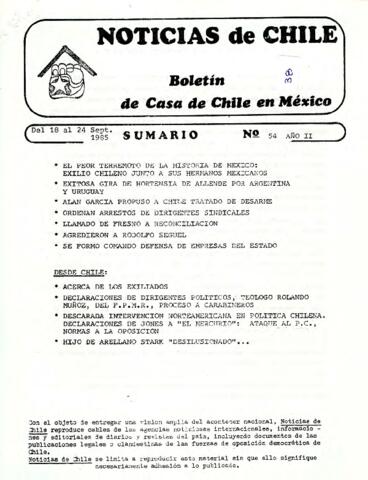 NOTICIAS de CHILE
Boletín
de Casa de Chile en México
Del 18 al 24 Sept.
1985 SUMARIO Nº 54 AÑO II
* EL PEOR TERREMOTO DE LA HISTORIA DE MEXICO:
EXILIO CHILENO JUNTO A SUS HERMANOS MEXICANOS
* EXITOSA GIRA DE HORTENSIA DE ALLENDE POR ARGENTINA
Y URUGUAY
* ALAN GARCIA PROPUSO A CHILE TRATADO DE DESARME
* ORDENAN ARRESTOS DE DIRIGENTES SINDICALES
* LLAMADO DE FRESNO A RECONCILIACION
* AGREDIERON A RODOLFO SEGUEL
* SE FORMO COMANDO DEFENSA DE EMPRESAS DEL ESTADO
DESDE CHILE:
* ACERCA DE LOS EXILIADOS
* DECLARACIONES DE DIRIGENTES POLITICOS, TEOLOGO ROLANDO
MUÑOZ, DEL F.P.M.R., PROCESO A CARABINEROS
* DESCARADA INTERVENCION NORTEAMERICANA EN POLITICA CHILENA.
DECLARACIONES DE JONES A "EL MERCURIO": ATAQUE AL P.C.,
NORMAS A LA OPOSICION
* HIJO DE ARELLANO STARK "DESILUSIONADO"...
Con el objeto de entregar una visión amplia del acontecer nacional, Noticias de
Chile reproduce cables de las agencias noticiosas internacionales, informacio-
nes y editoriales de diarios y revistas del país, incluyendo documentos de las
publicaciones legales o clandestinas de las fuerzas de oposición democrática de
Chile.
Noticias de Chile se limita a reproducir este material sin que ello signifique
necesariamente adhesión a lo publicado.